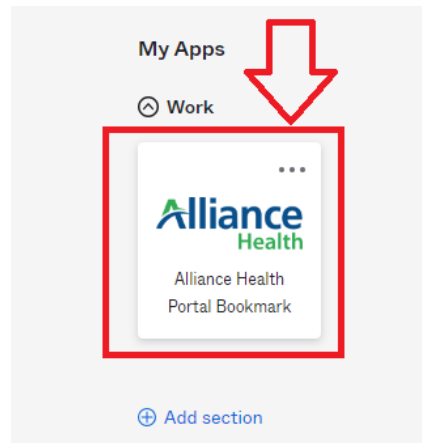 My Apps
Work
Alliance
Health
Alliance Health
Portal Bookmark
Add section